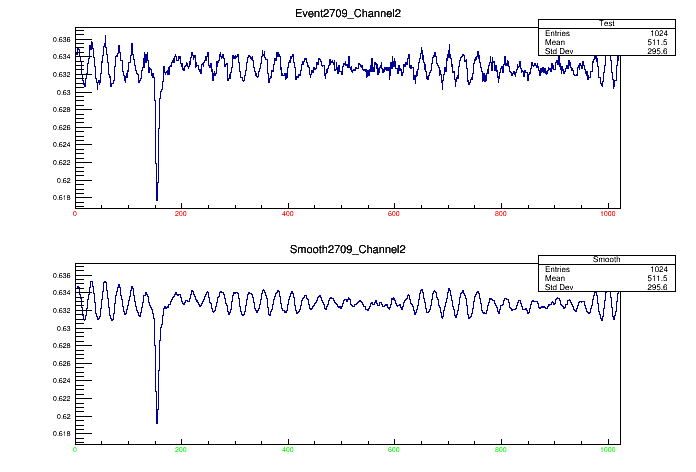 Event2709_Channel2
Test
Entries 1024
Mean 511.5
Std Dev 295.6
0.636
0.634
0.632
0.63
0.628
0.626
0.624
0.622
0.62
0.618
0 200 400 600 800 1000
Smooth2709_Channel2
Smooth
Entries 1024
Mean 511.5
Std Dev 295.6
0.636
0.634
0.632
0.63
0.628
0.626
0.624
0.622
0.62
0.618
0 200 400 600 800 1000